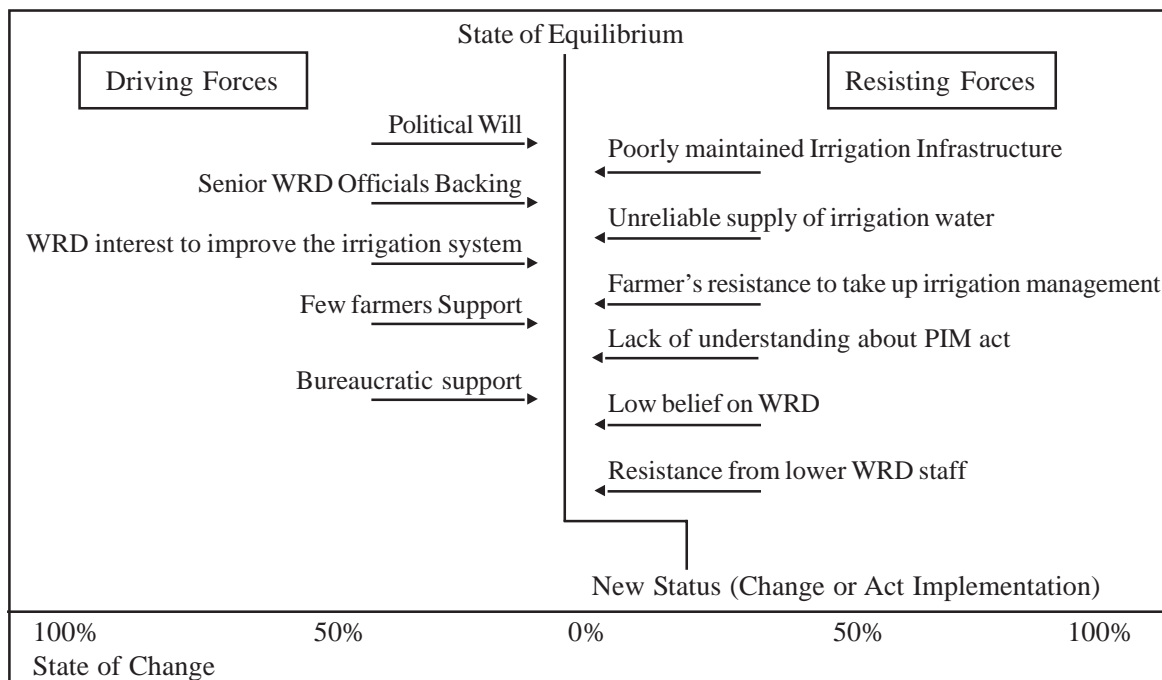 State of Equilibrium
Driving Forces
Resisting Forces
Political Will
Senior WRD Officials Backing
WRD interest to improve the irrigation system
Few farmers Support
Bureaucratic support
Poorly maintained Irrigation Infrastructure
Unreliable supply of irrigation water
Farmer's resistance to take up irrigation management
Lack of understanding about PIM act
Low belief on WRD
Resistance from lower WRD staff
New Status (Change or Act Implementation)
100% 50% 0% 50% 100%
State of Change